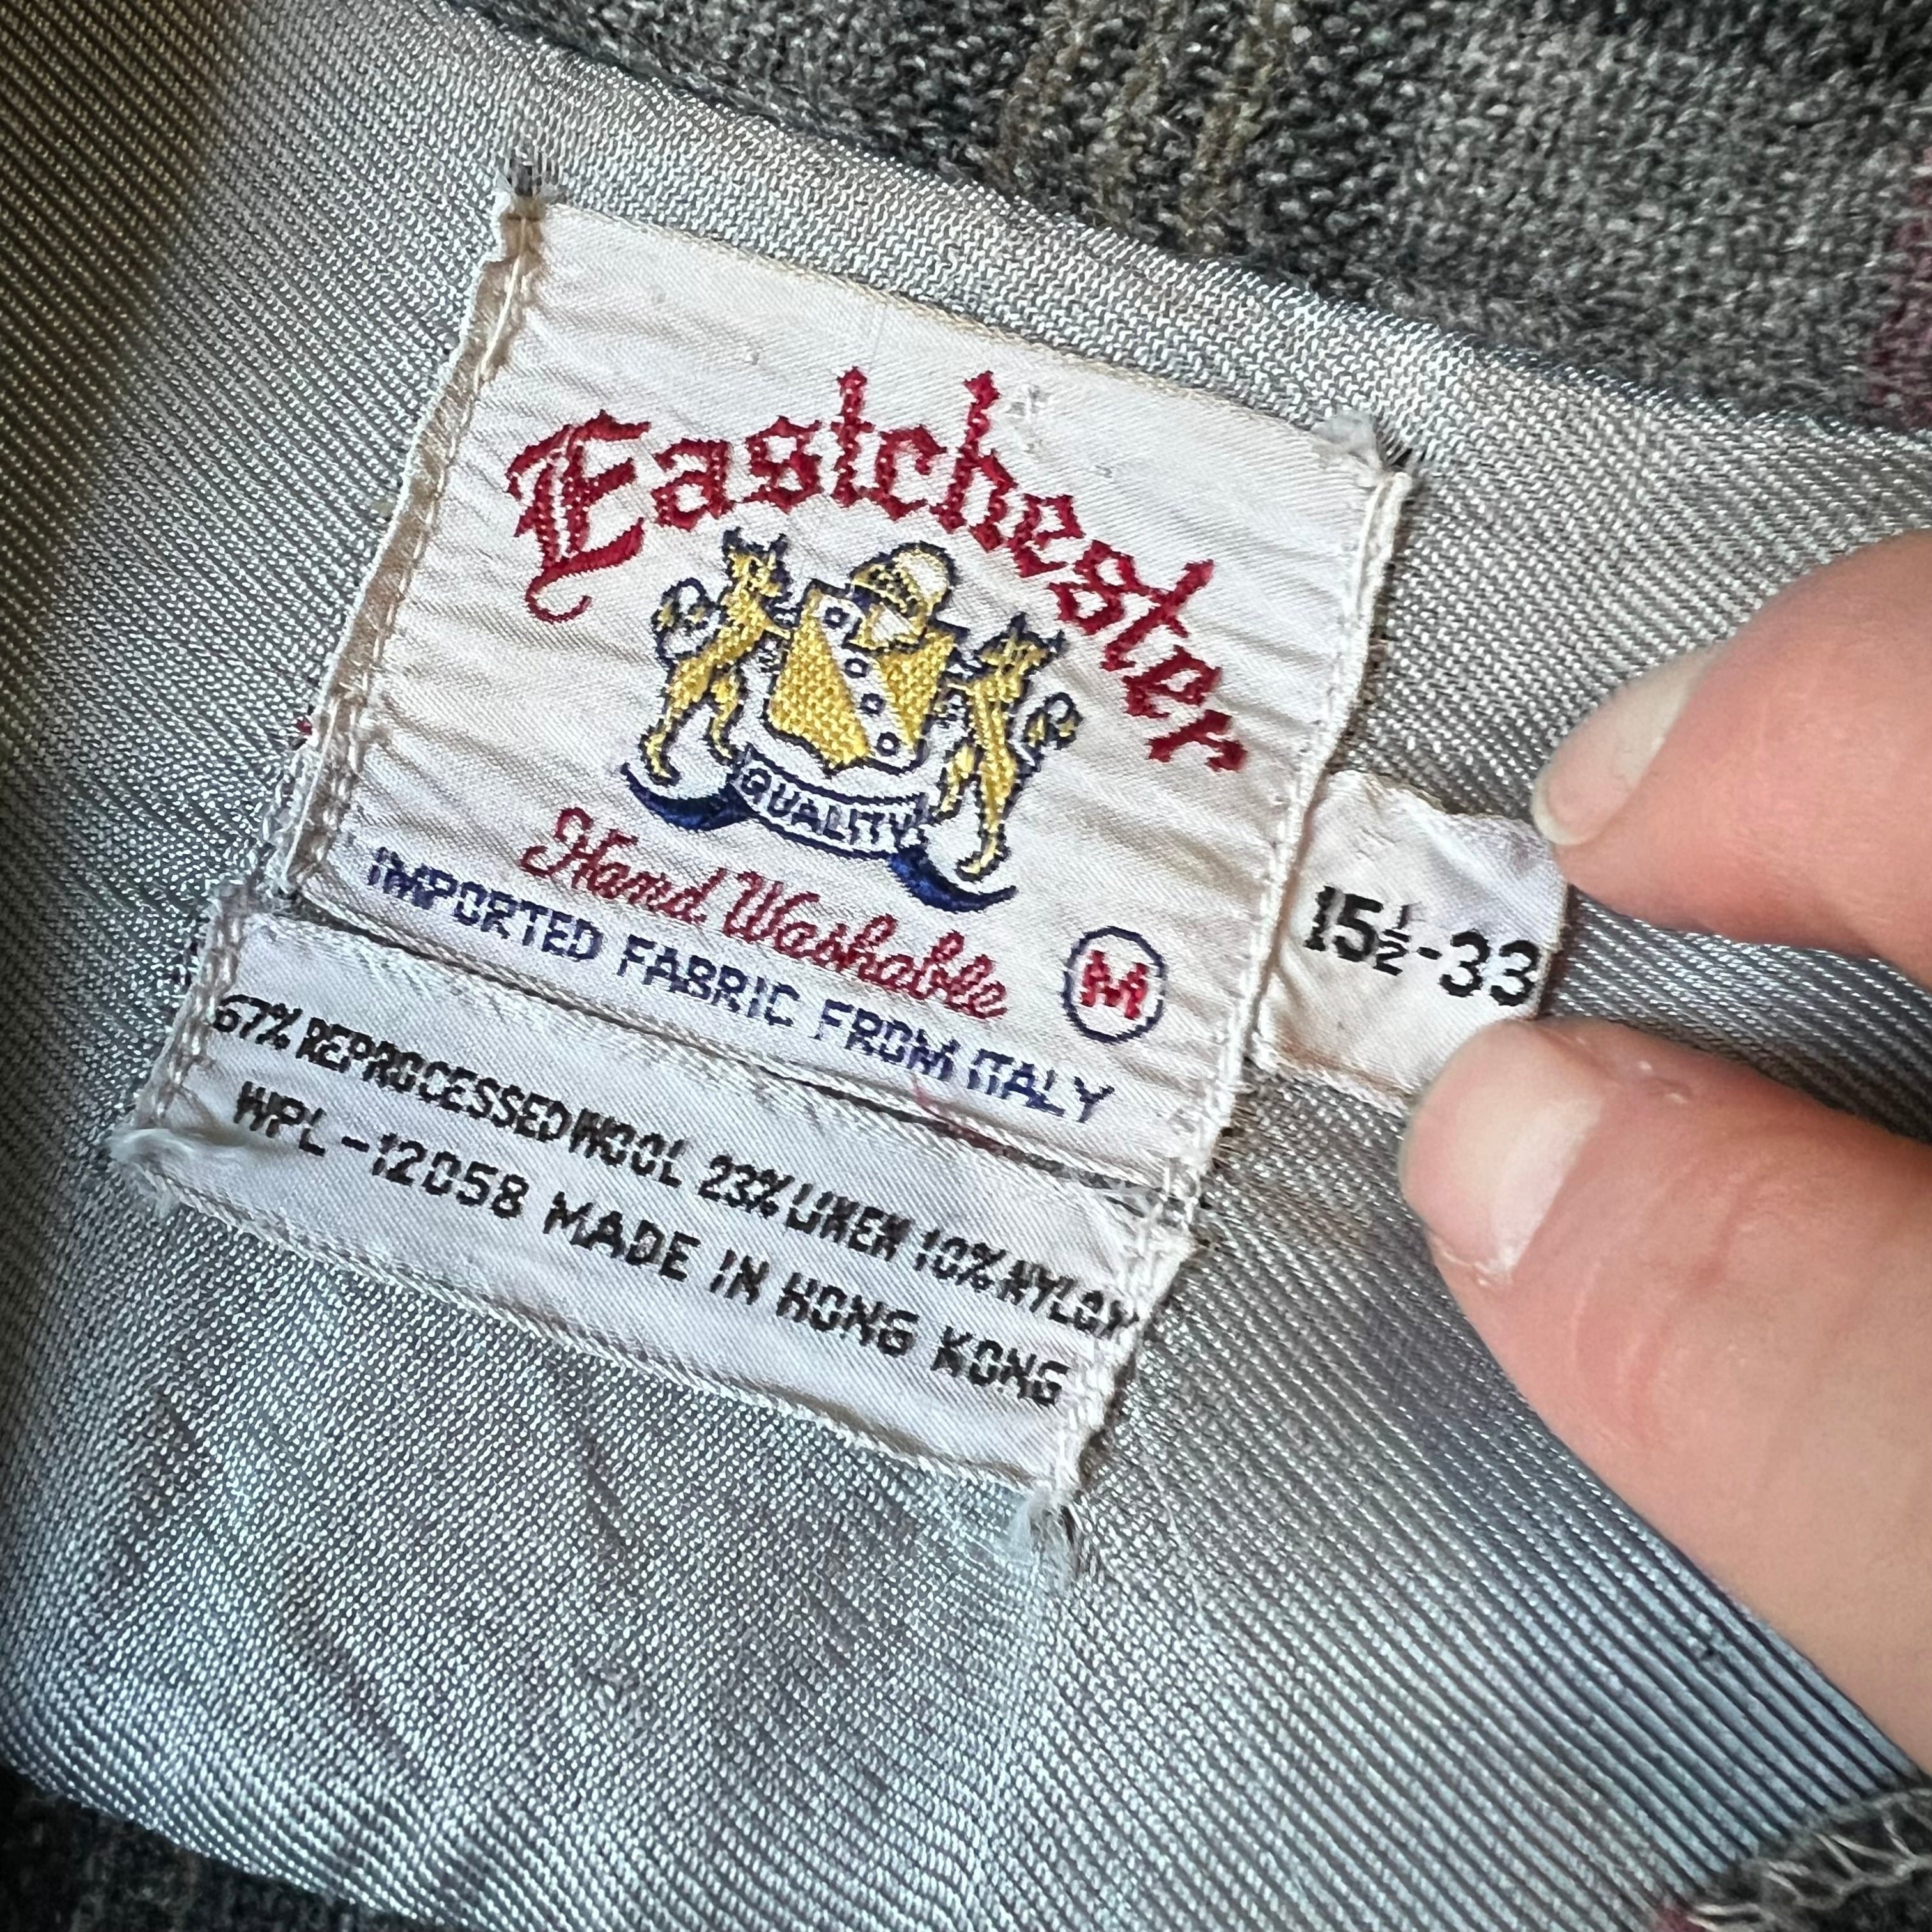 Eastchester
QUALITY
Hand Washable
M
IMPORTED FABRIC FROM ITALY
15½-33
67% REPROCESSED WOOL 23% LINEN 10% NYLON
WPL-12058 MADE IN HONG KONG